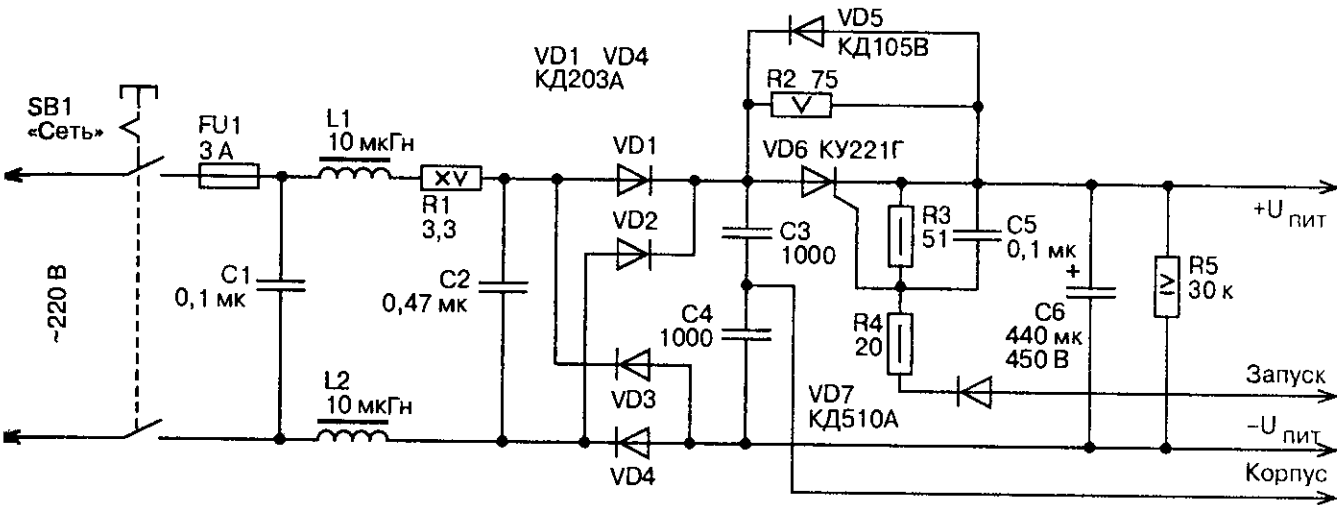 VD5
КД105В
VD1 VD4
КД203А
R2 75
SB1
«Сеть»
FU1
3 А
L1
10 мкГн
VD1
VD6 КУ221Г
XV
R1
3,3
VD2
C3
1000
R3
51
C5
0,1 мк
+U пит
~220 В
C1
0,1 мк
C2
0,47 мк
C4
1000
R4
20
+
C6
440 мк
450 В
R5
30 к
L2
10 мкГн
VD3
VD7
КД510А
Запуск
VD4
–U пит
Корпус